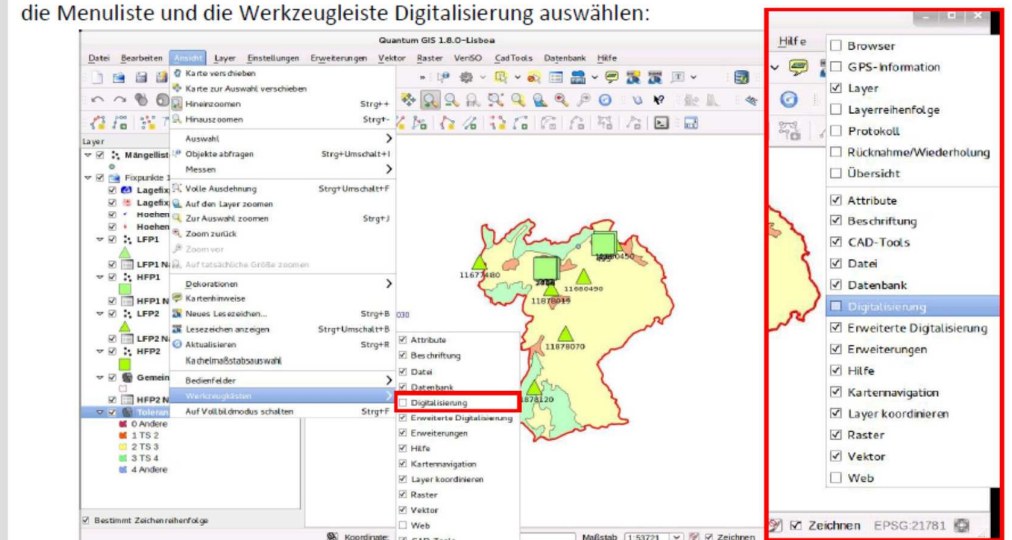 die Menuliste und die Werkzeugleiste Digitalisierung auswählen:
Quantum GIS 1.8.0-Lisboa
Datei Bearbeiten Ansicht Layer Einstellungen Erweiterungen Vektor Raster VeriSO CadTools Datenbank Hilfe
Karte verschieben
Karte zur Auswahl verschieben
Hineinzoomen Strg++
Hinauszoomen Strg+-
Auswahl
Objekte abfragen Strg+Umschalt+I
Messen
Volle Ausdehnung Strg+Umschalt+F
Auf den Layer zoomen
Zur Auswahl zoomen Strg+J
Zoom zurück
Zoom vor
Auf tatsächliche Größe zoomen
Dekorationen
Kartenhinweise
Neues Lesezeichen... Strg+B
Lesezeichen anzeigen Strg+Umschalt+B
Aktualisieren Strg+R
Kachelmaßstabsauswahl
Bedienfelder
Werkzeugkästen
Auf Vollbildmodus schalten Strg+F
Layer
Mängellist
Fixpunkte 1
Lagefix
Lagefix
Hoehen
Hoehen
LFP1
LFP1 N
HFP1
HFP1 N
LFP2
LFP2 N
HFP2
Gemein
HFP2 N
Toleran
0 Andere
1 TS 2
2 TS 3
3 TS 4
4 Andere
Bestimmt Zeichenreihenfolge
030
Attribute
Beschriftung
Datei
Datenbank
Digitalisierung
Erweiterte Digitalisierung
Erweiterungen
Hilfe
Kartennavigation
Layer koordinieren
Raster
Vektor
Web
CAD-Tools
11677480
11680490
11878070
878120
Koordinate:
Maßstab 1:53721 Zeichnen
Hilfe
Browser
GPS-Information
Layer
Layerreihenfolge
Protokoll
Rücknahme/Wiederholung
Übersicht
Attribute
Beschriftung
CAD-Tools
Datei
Datenbank
Digitalisierung
Erweiterte Digitalisierung
Erweiterungen
Hilfe
Kartennavigation
Layer koordinieren
Raster
Vektor
Web
Zeichnen EPSG:21781